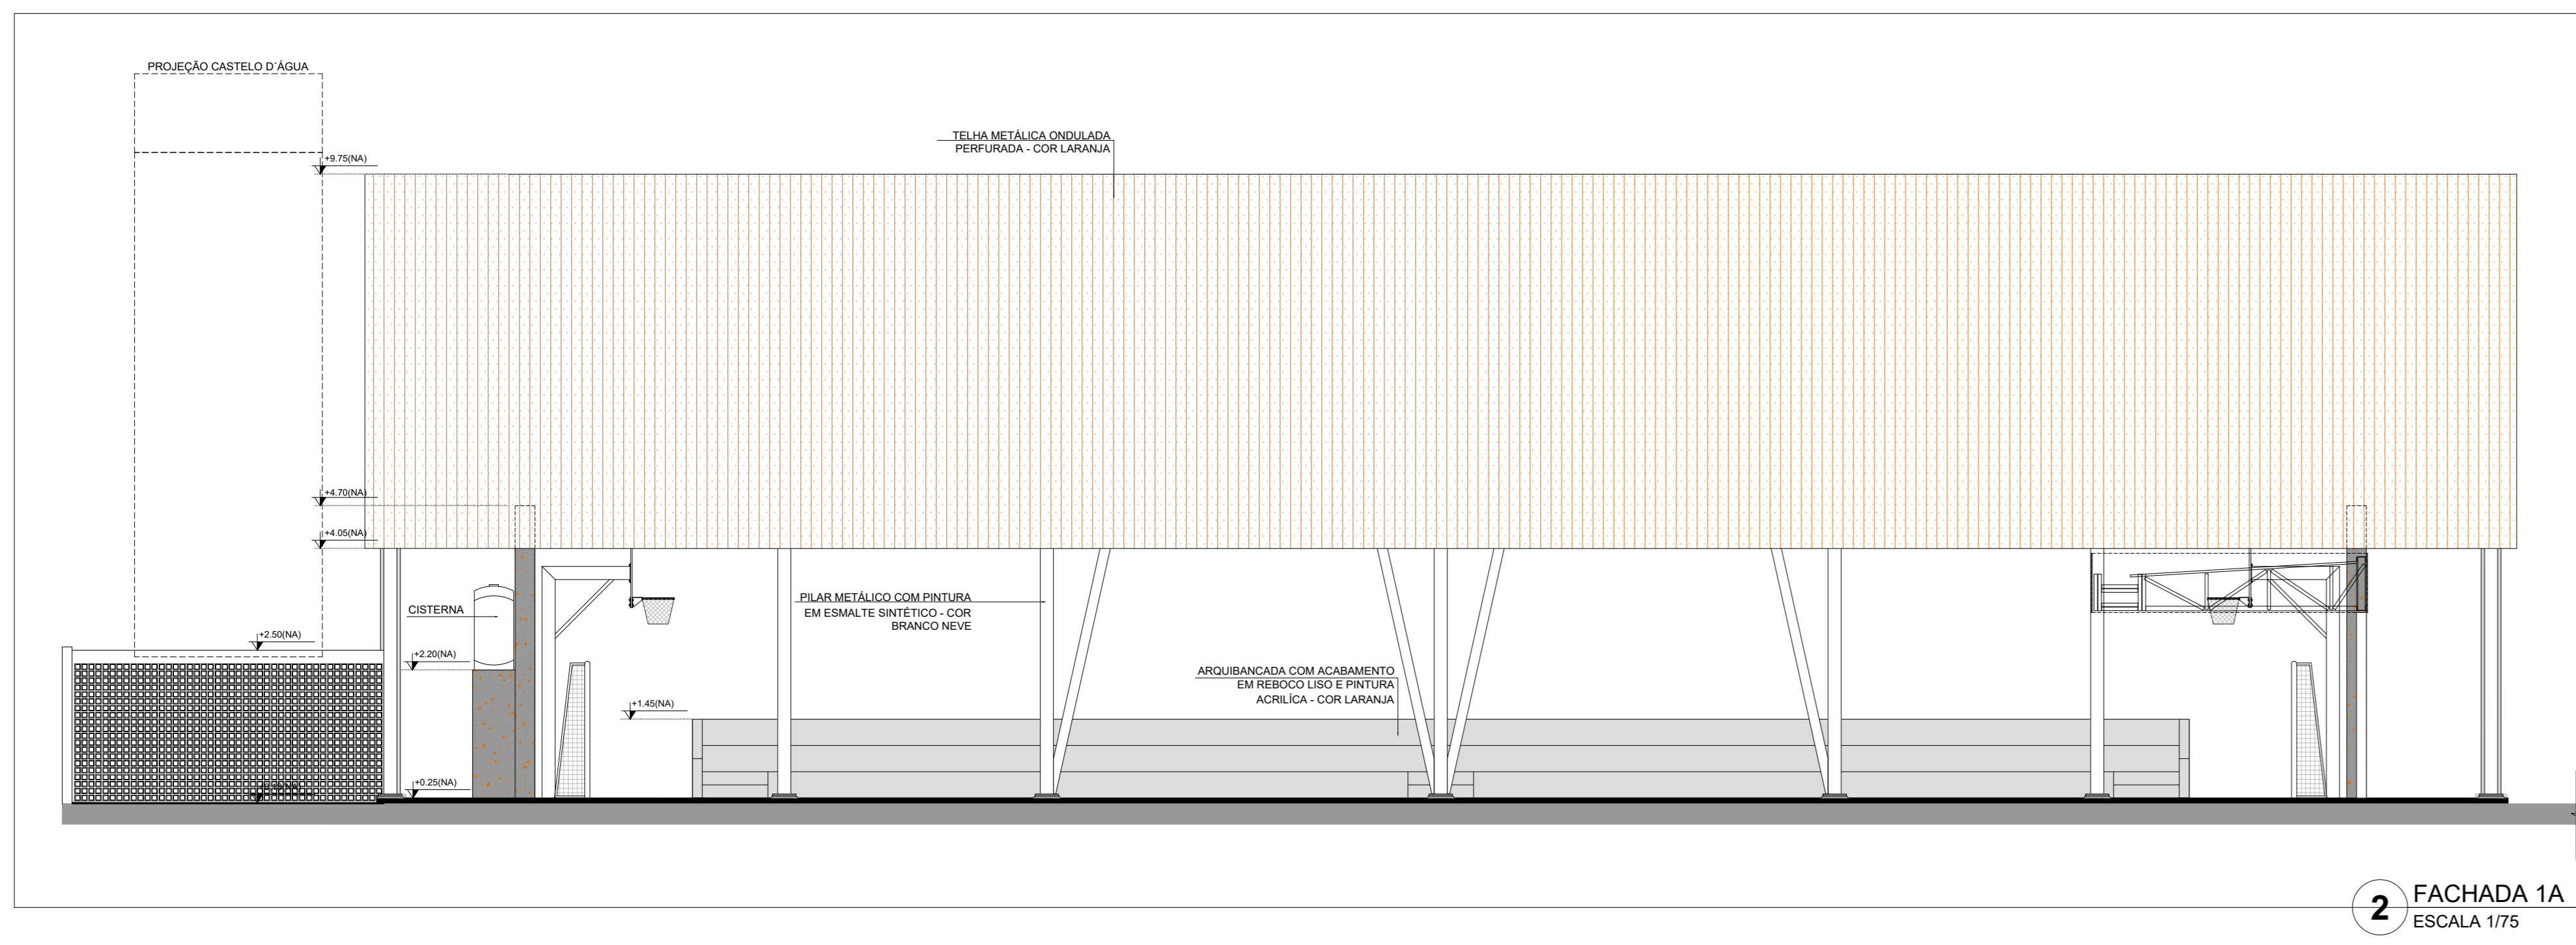 PROJEÇÃO CASTELO D´ÁGUA
TELHA METÁLICA ONDULADA
PERFURADA - COR LARANJA
+9.75(NA)
+4.70(NA)
+4.05(NA)
CISTERNA
PILAR METÁLICO COM PINTURA
EM ESMALTE SINTÉTICO - COR
BRANCO NEVE
+2.50(NA)
+2.20(NA)
ARQUIBANCADA COM ACABAMENTO
EM REBOCO LISO E PINTURA
ACRILÍCA - COR LARANJA
+1.45(NA)
+0.25(NA)
2
FACHADA 1A
ESCALA 1/75